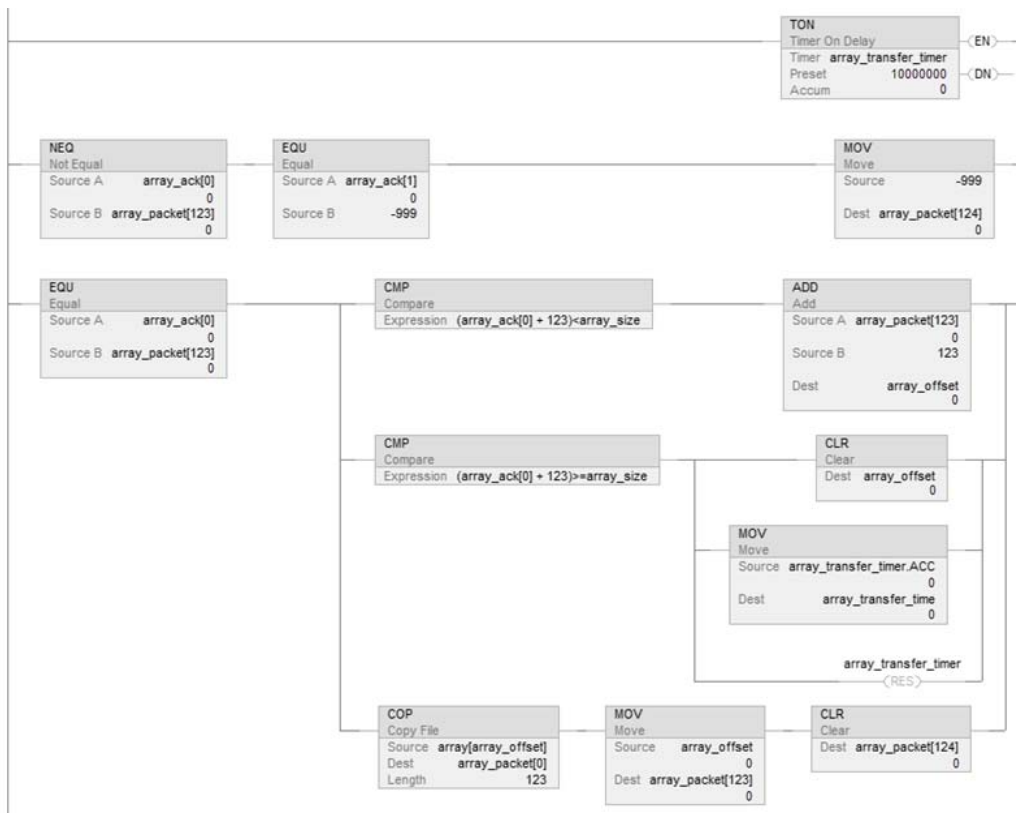 TON
Timer On Delay
Timer array_transfer_timer
Preset 10000000
Accum 0
EN
DN
NEQ
Not Equal
Source A array_ack[0]
0
Source B array_packet[123]
0
EQU
Equal
Source A array_ack[1]
0
Source B -999
MOV
Move
Source -999
Dest array_packet[124]
0
EQU
Equal
Source A array_ack[0]
0
Source B array_packet[123]
0
CMP
Compare
Expression (array_ack[0] + 123)<array_size
ADD
Add
Source A array_packet[123]
0
Source B 123
Dest array_offset
0
CMP
Compare
Expression (array_ack[0] + 123)>=array_size
CLR
Clear
Dest array_offset
0
MOV
Move
Source array_transfer_timer.ACC
0
Dest array_transfer_time
0
array_transfer_timer
RES
COP
Copy File
Source array[array_offset]
Dest array_packet[0]
Length 123
MOV
Move
Source array_offset
0
Dest array_packet[123]
0
CLR
Clear
Dest array_packet[124]
0